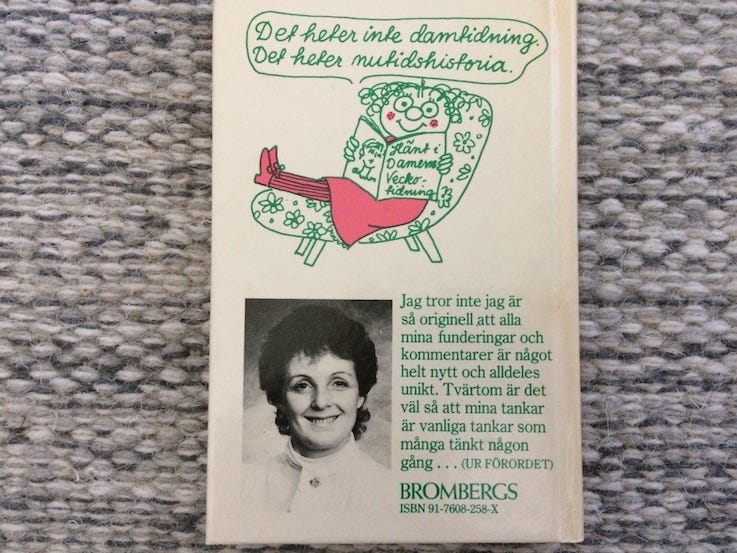 Det heter inte damtidning.
Det heter nutidshistoria.
Hänt i
Damernas
Vecko-
tidning
Jag tror inte jag är
så originell att alla
mina funderingar och
kommentarer är något
helt nytt och alldeles
unikt. Tvärtom är det
väl så att mina tankar
är vanliga tankar som
många tänkt någon
gång . . . (UR FÖRORDET)
BROMBERGS
ISBN 91-7608-258-X